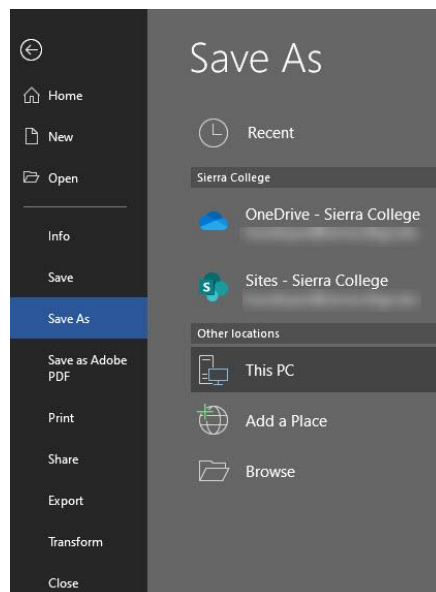 Home
New
Open
Info
Save
Save As
Save as Adobe
PDF
Print
Share
Export
Transform
Close
Save As
Recent
Sierra College
OneDrive - Sierra College
Sites - Sierra College
S
Other locations
This PC
Add a Place
Browse